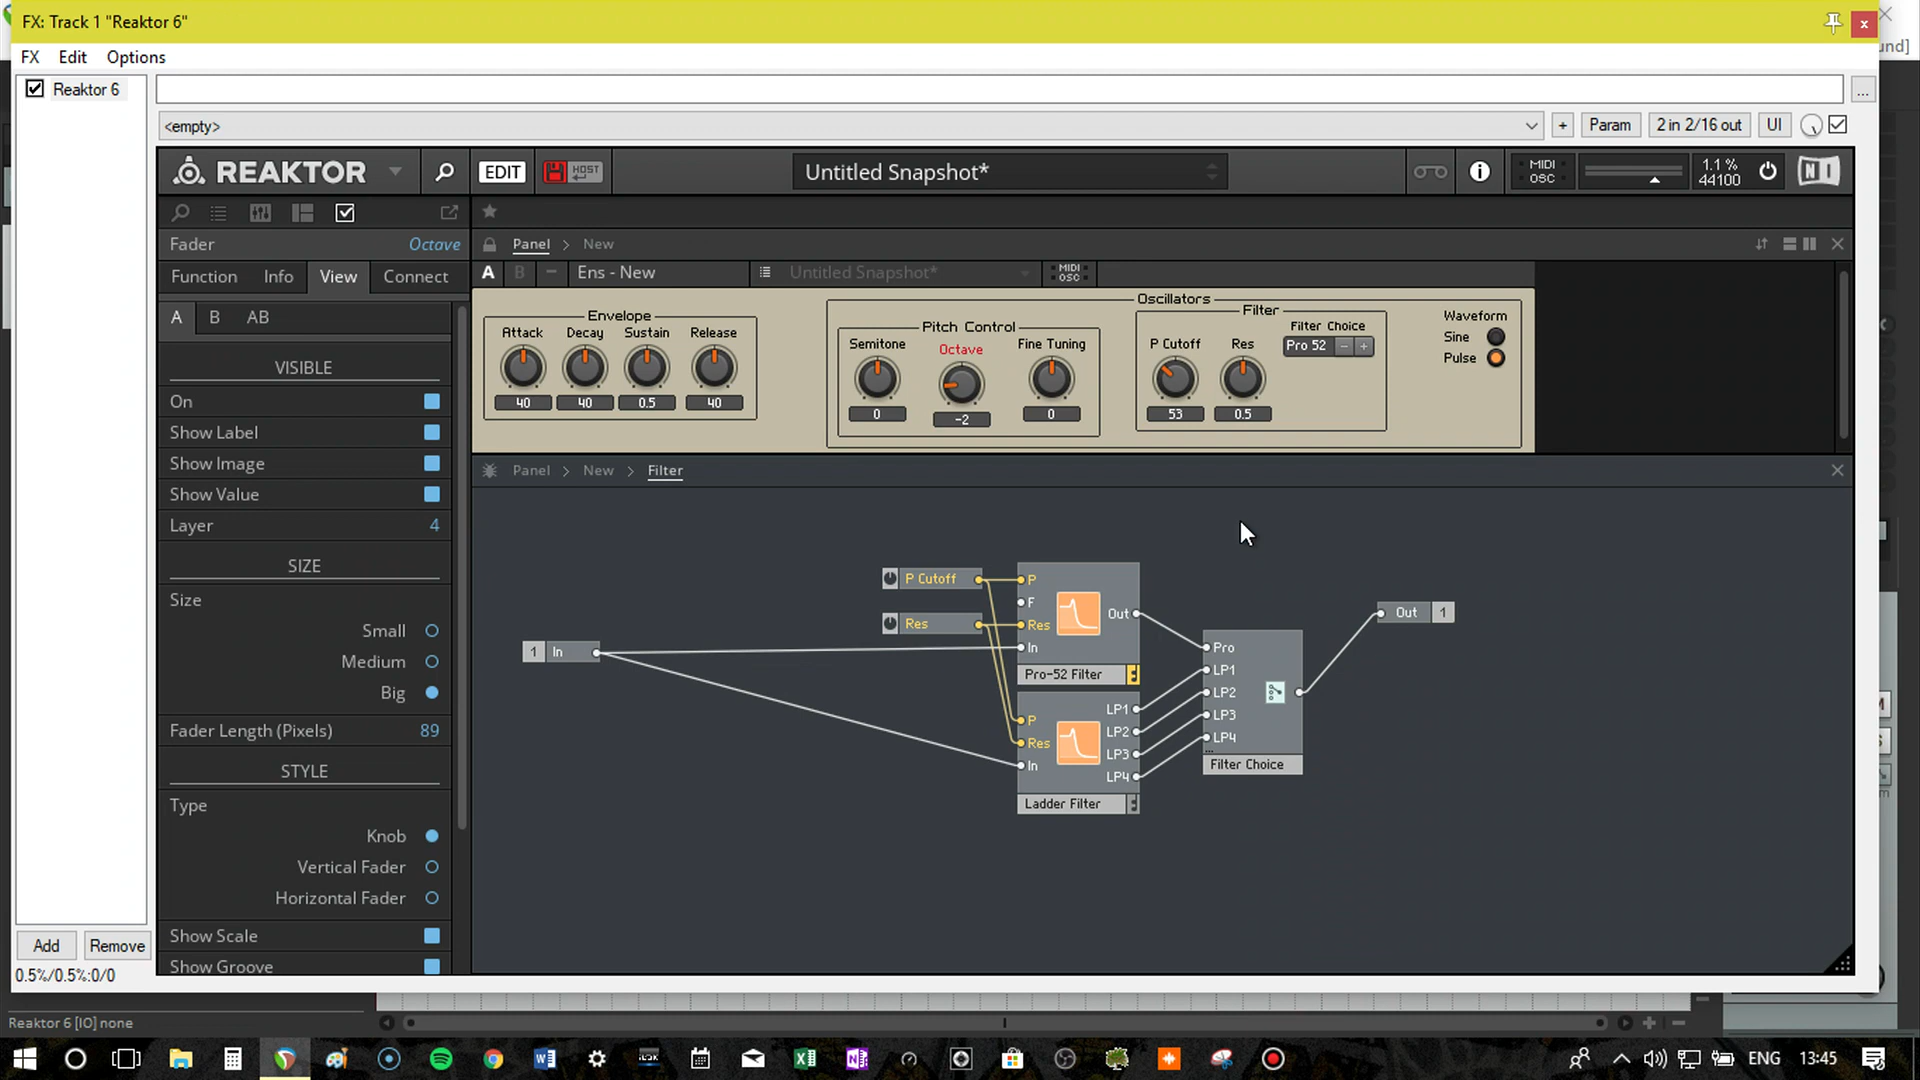 FX: Track 1 "Reaktor 6"
und]
FX Edit Options
Reaktor 6
...
<empty>
+ Param 2 in 2/16 out UI
REAKTOR EDIT HOST Untitled Snapshot* i MIDI OSC 1.1 % 44100 NI
Fader Octave
Panel > New
Function Info View Connect
A B Ens - New Untitled Snapshot* MIDI OSC
A B AB
VISIBLE
On
Show Label
Show Image
Show Value
Layer 4
SIZE
Size
Small
Medium
Big
Fader Length (Pixels) 89
STYLE
Type
Knob
Vertical Fader
Horizontal Fader
Show Scale
Show Groove
Envelope
Attack Decay Sustain Release
40 40 0.5 40
Oscillators
Pitch Control
Semitone Octave Fine Tuning
0 -2 0
Filter
P Cutoff Res
53 0.5
Filter Choice
Pro 52 - +
Waveform
Sine
Pulse
Panel > New > Filter
P Cutoff
Res
1 In
P
F
Res
In
Out
Pro-52 Filter
P
Res
In
LP1
LP2
LP3
LP4
Ladder Filter
Pro
LP1
LP2
LP3
LP4
...
Filter Choice
Out 1
Add Remove
0.5%/0.5%:0/0
Reaktor 6 [IO] none
ENG 13:45